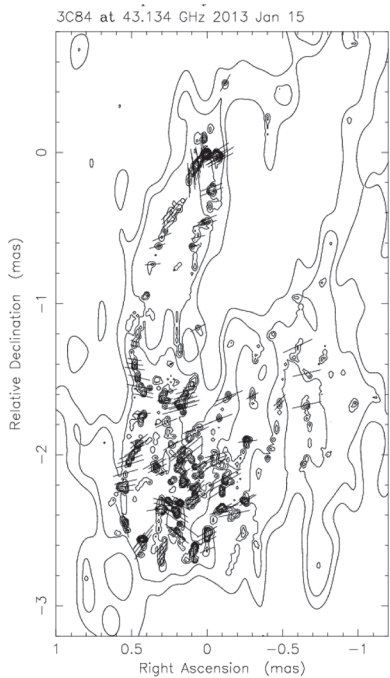 3C84 at 43.134 GHz 2013 Jan 15
0
−1
−2
−3
Relative Declination (mas)
1 0.5 0 −0.5 −1
Right Ascension (mas)